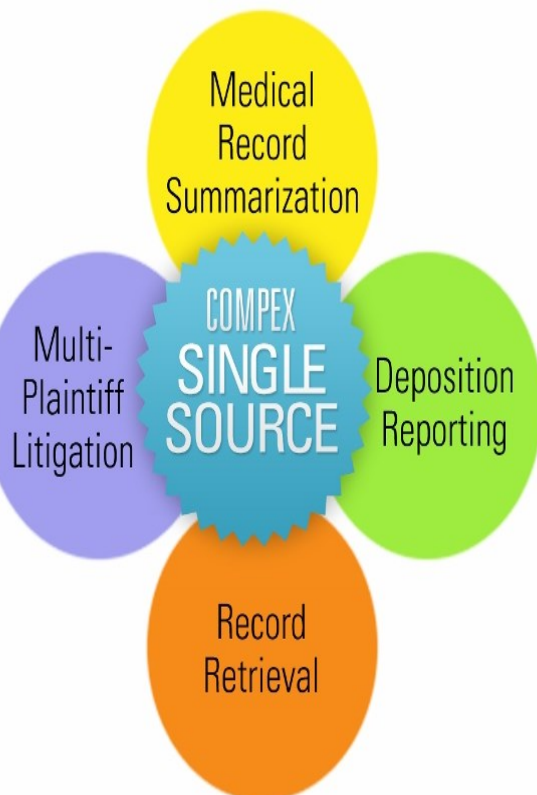 Medical
Record
Summarization
Multi-
Plaintiff
Litigation
COMPEX
SINGLE
SOURCE
Deposition
Reporting
Record
Retrieval